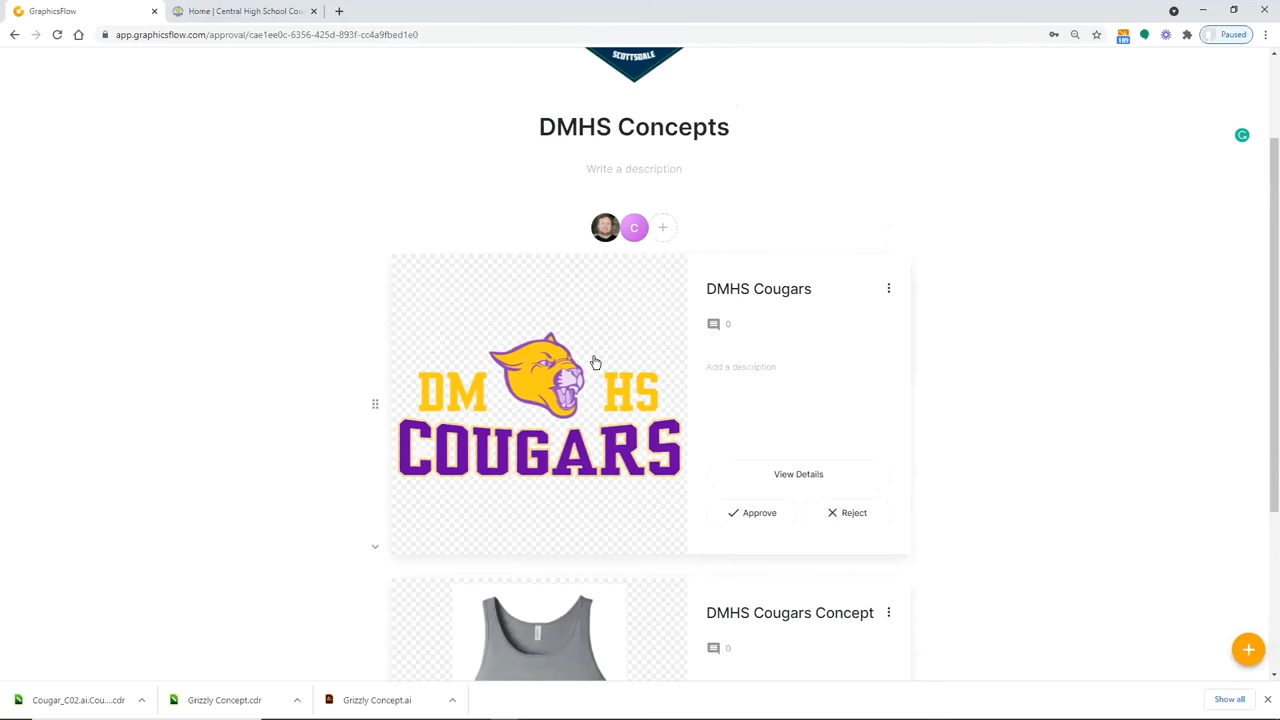 GraphicsFlow
Home | Central High School Cou
app.graphicsflow.com/approval/cae1ee0c-6356-425d-893f-cc4a9fbed1e0
189
Paused
SCOTTSDALE
DMHS Concepts
Write a description
C
DMHS Cougars
0
Add a description
DM HS
COUGARS
View Details
Approve
Reject
DMHS Cougars Concept
0
Cougar_C02.ai.Cou....cdr
Grizzly Concept.cdr
Grizzly Concept.ai
Show all